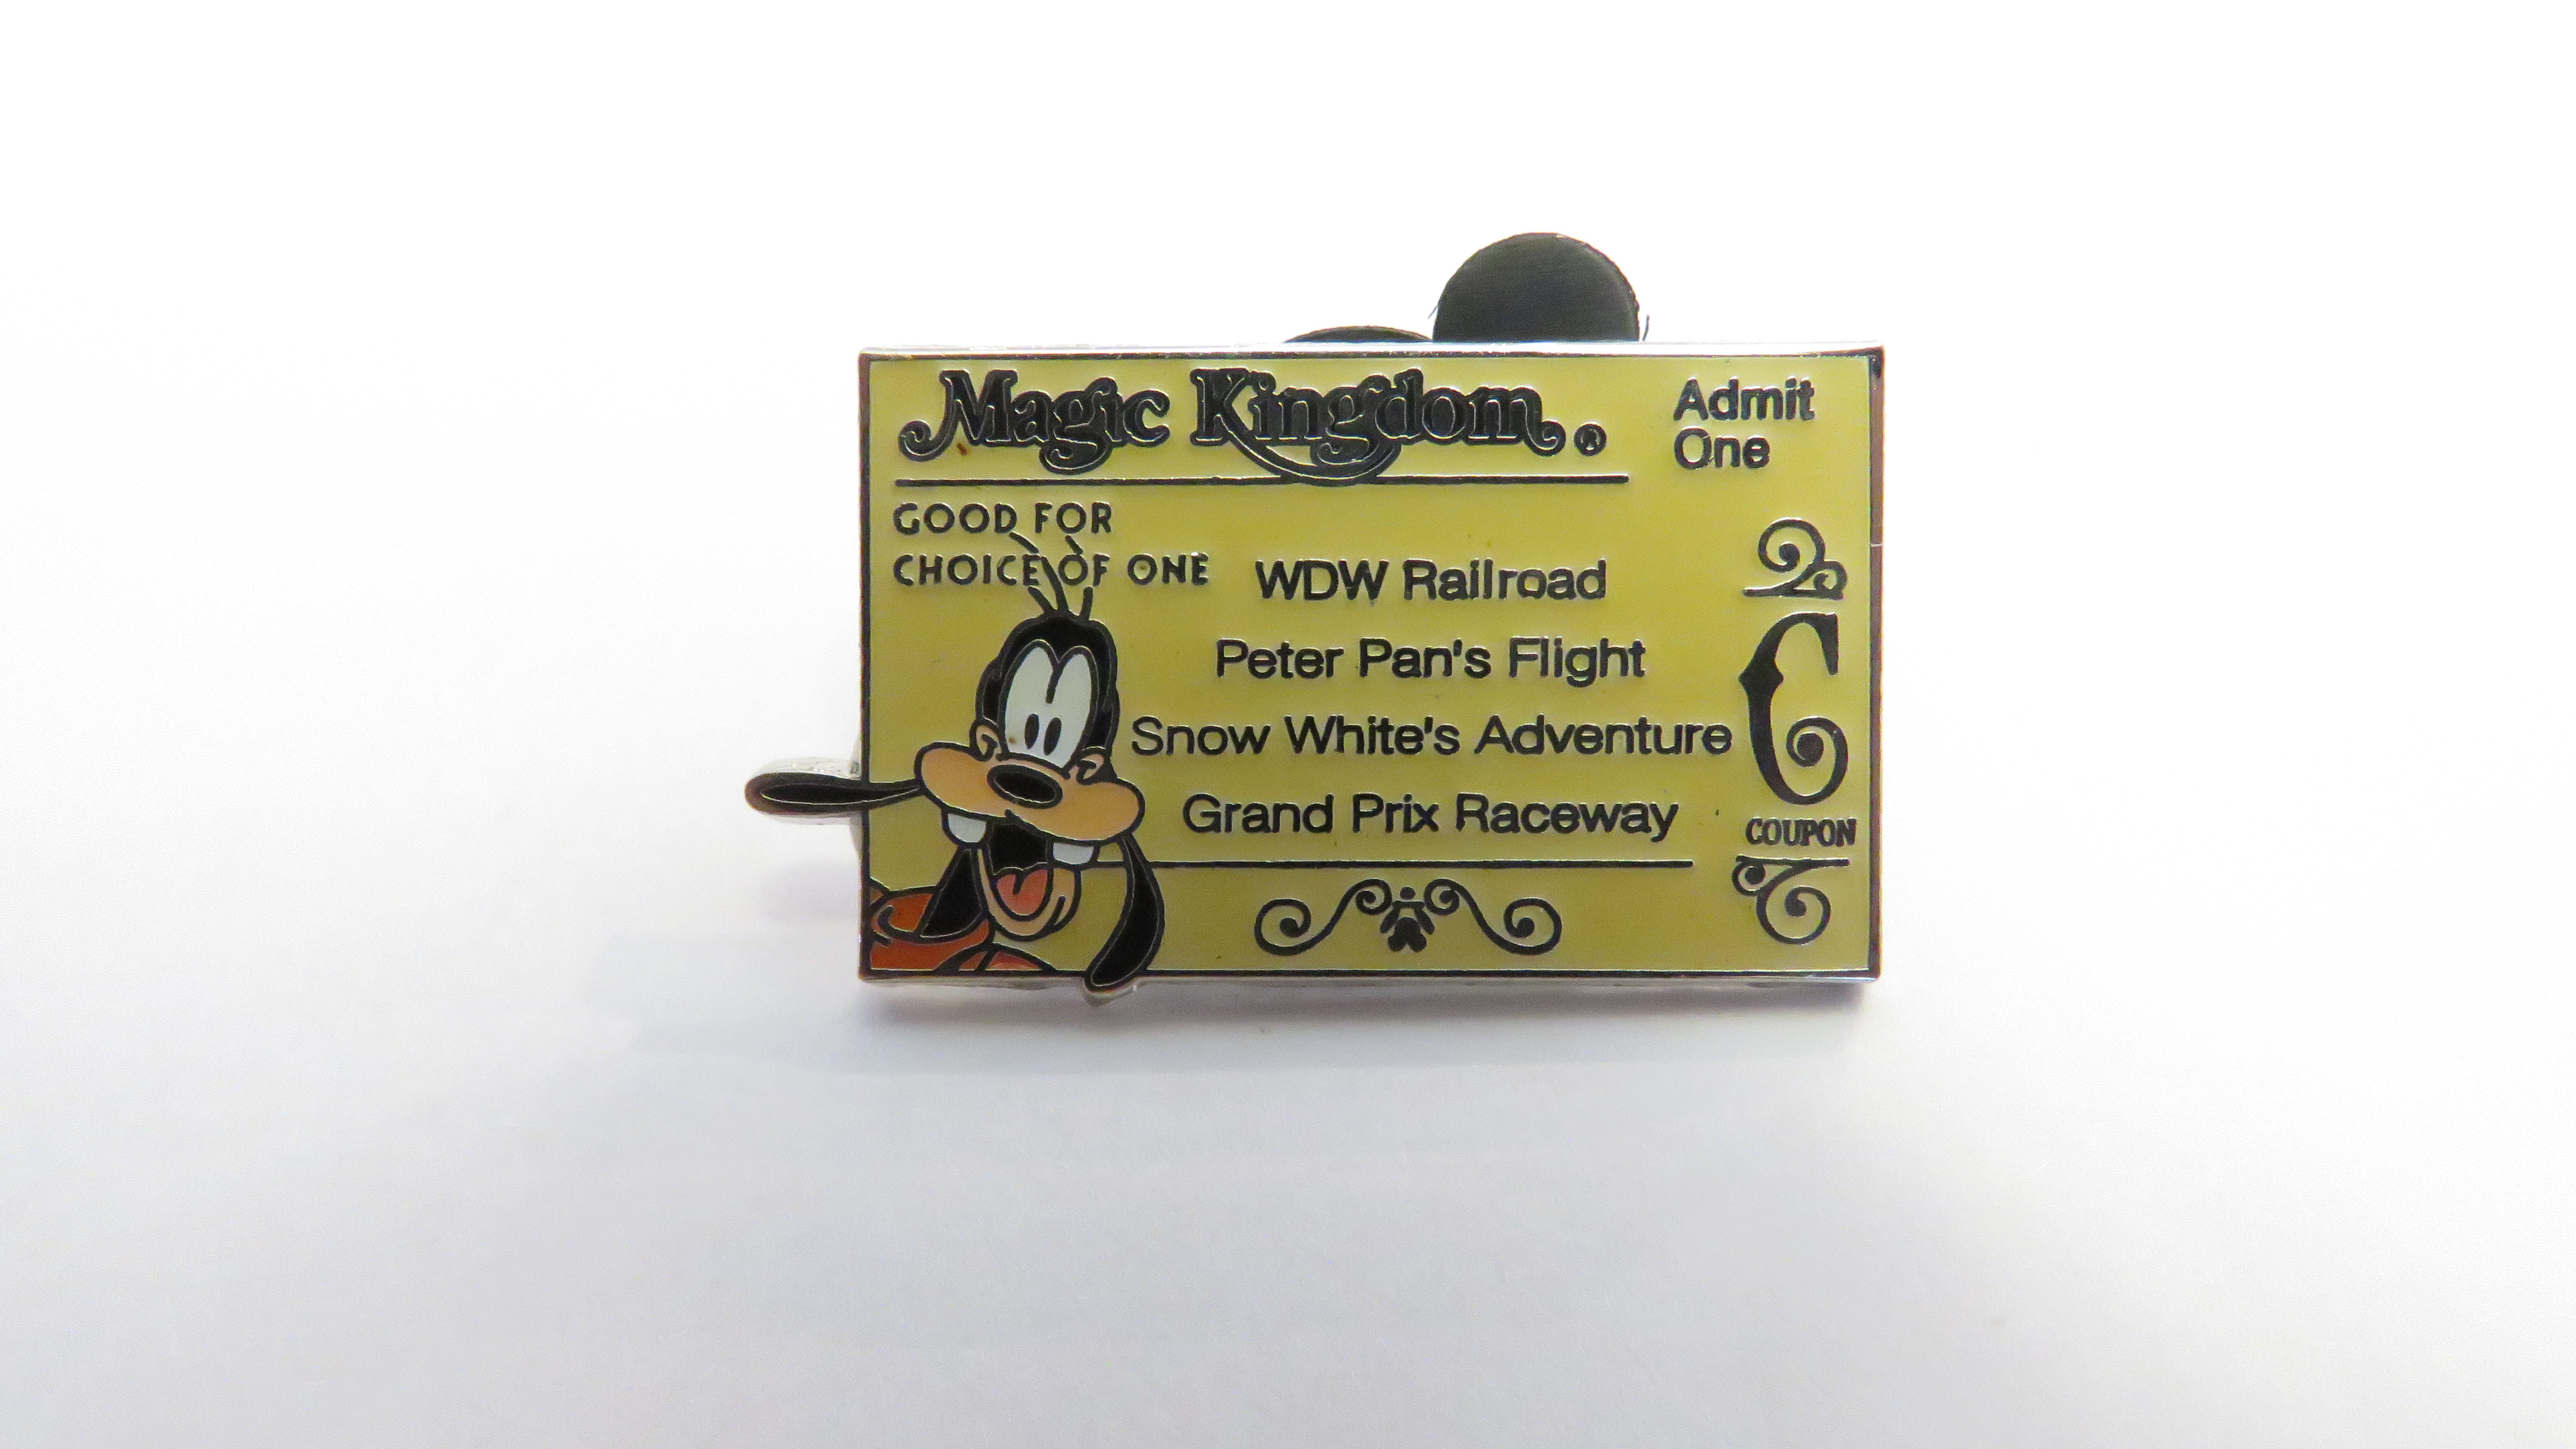 Magic Kingdom®
Admit
One
GOOD FOR
CHOICE OF ONE
WDW Railroad
Peter Pan's Flight
Snow White's Adventure
Grand Prix Raceway
C
COUPON